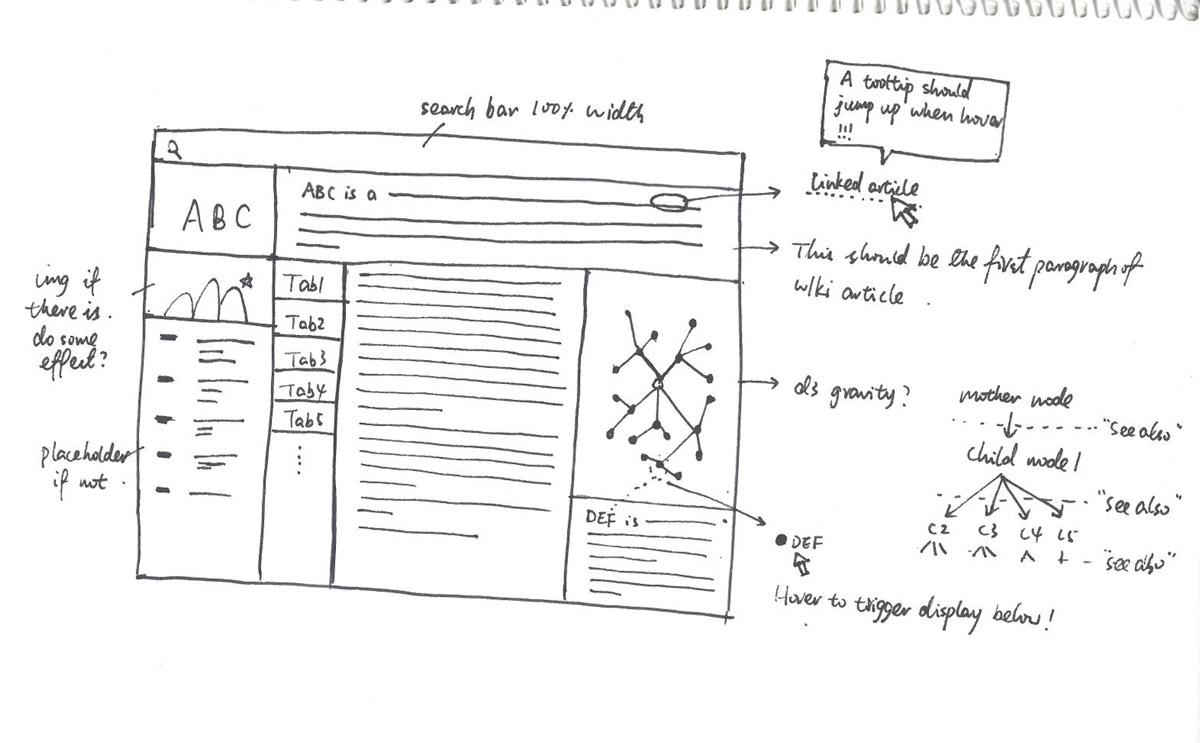 search bar 100% width
A tooltip should
jump up when hover
!!!
linked article
ABC
ABC is a
This should be the first paragraph of
wiki article.
img if
there is.
do some
effect?
Tab1
Tab2
Tab3
Tab4
Tab5
placeholder
if not
d3 gravity?
mother node
"see also"
child node 1
"see also"
C2 C3 C4 C5
"see also"
DEF is
DEF
Hover to trigger display below!